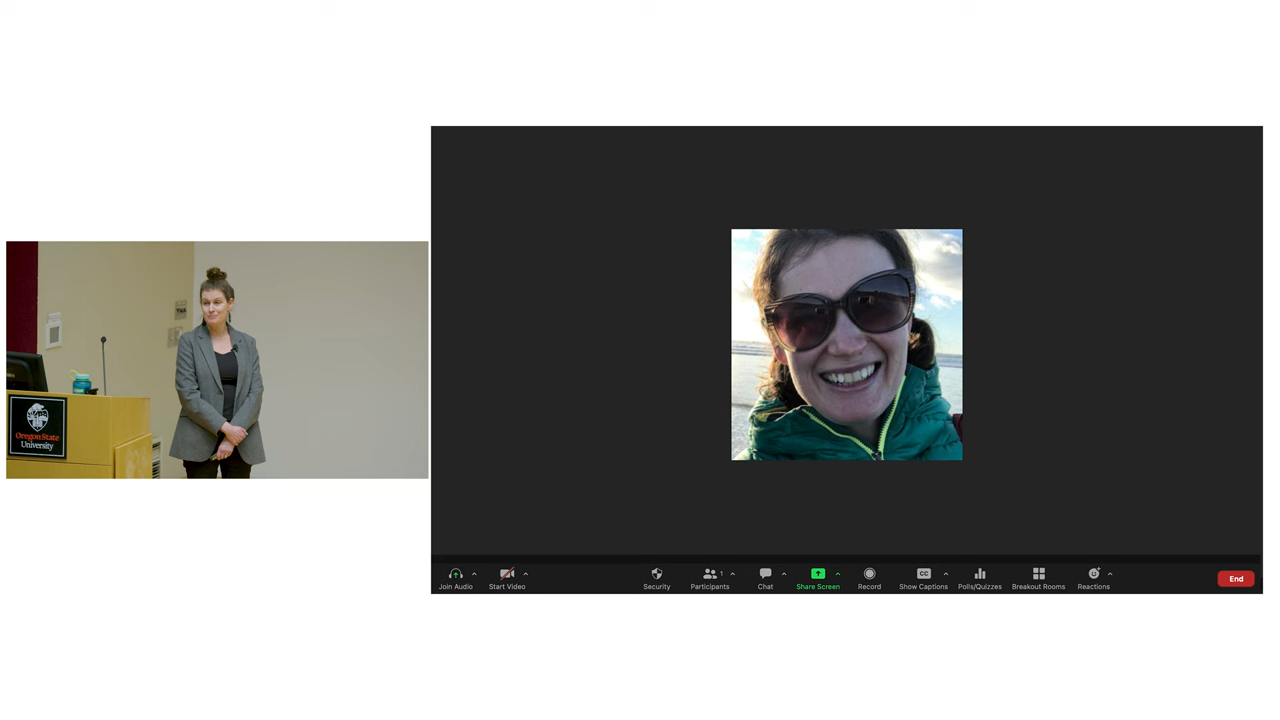 Oregon State
University
Join Audio
Start Video
Security
Participants
1
Chat
Share Screen
Record
CC
Show Captions
Polls/Quizzes
Breakout Rooms
Reactions
End